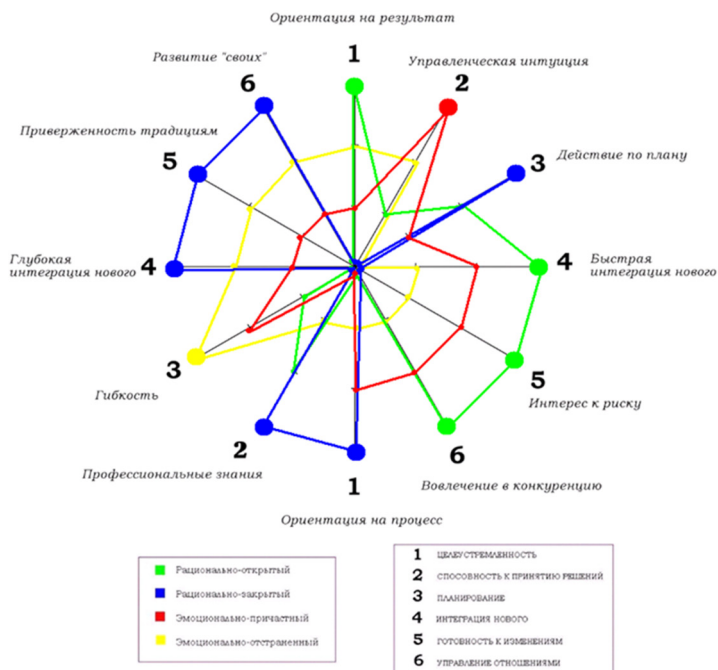 Ориентация на результат
1
Развитие "своих"
6
Управленческая интуиция
2
Приверженность традициям
5
3
Действие по плану
Глубокая
интеграция нового
4
4
Быстрая
интеграция нового
3
Гибкость
5
Интерес к риску
2
Профессиональные знания
6
Вовлечение в конкуренцию
1
Ориентация на процесс
Рационально-открытый
Рационально-закрытый
Эмоционально-причастный
Эмоционально-отстраненный
1 ЦЕЛЕУСТРЕМЛЕННОСТЬ
2 СПОСОБНОСТЬ К ПРИНЯТИЮ РЕШЕНИЙ
3 ПЛАНИРОВАНИЕ
4 ИНТЕГРАЦИЯ НОВОГО
5 ГОТОВНОСТЬ К ИЗМЕНЕНИЯМ
6 УПРАВЛЕНИЕ ОТНОШЕНИЯМИ